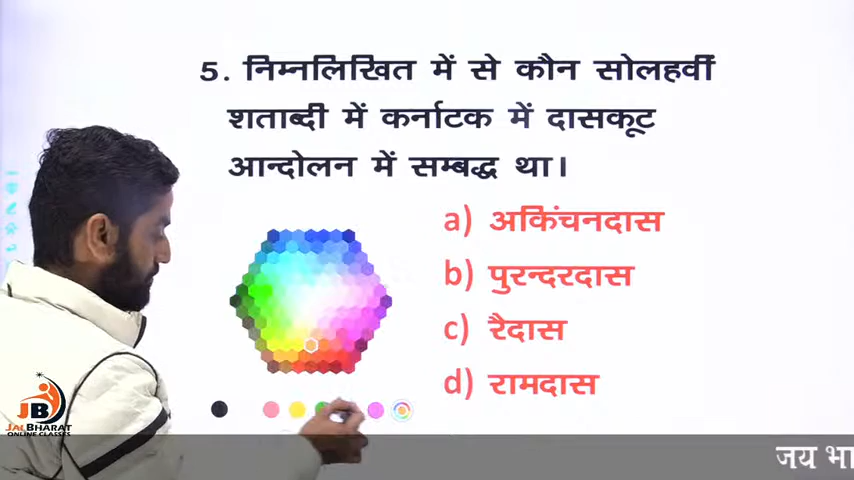 5. निम्नलिखित में से कौन सोलहवीं
शताब्दी में कर्नाटक में दासकूट
आन्दोलन में सम्बद्ध था।
a) अकिंचनदास
b) पुरन्दरदास
c) रैदास
d) रामदास
JB
JAI BHARAT
ONLINE CLASSES
जय भा